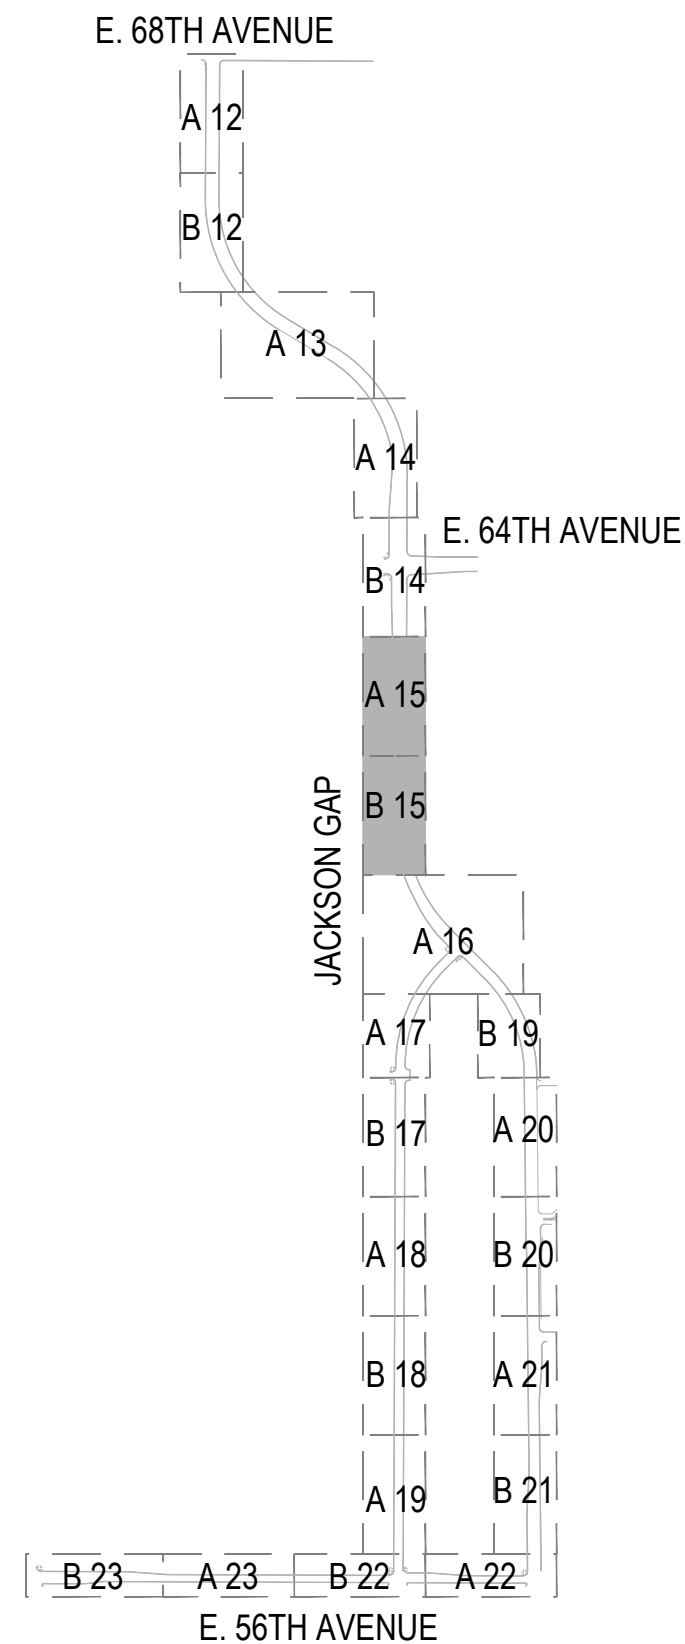 E. 68TH AVENUE
A 12
B 12
A 13
A 14
E. 64TH AVENUE
B 14
A 15
B 15
JACKSON GAP
A 16
A 17
B 19
B 17
A 20
A 18
B 20
B 18
A 21
A 19
B 21
B 23
A 23
B 22
A 22
E. 56TH AVENUE